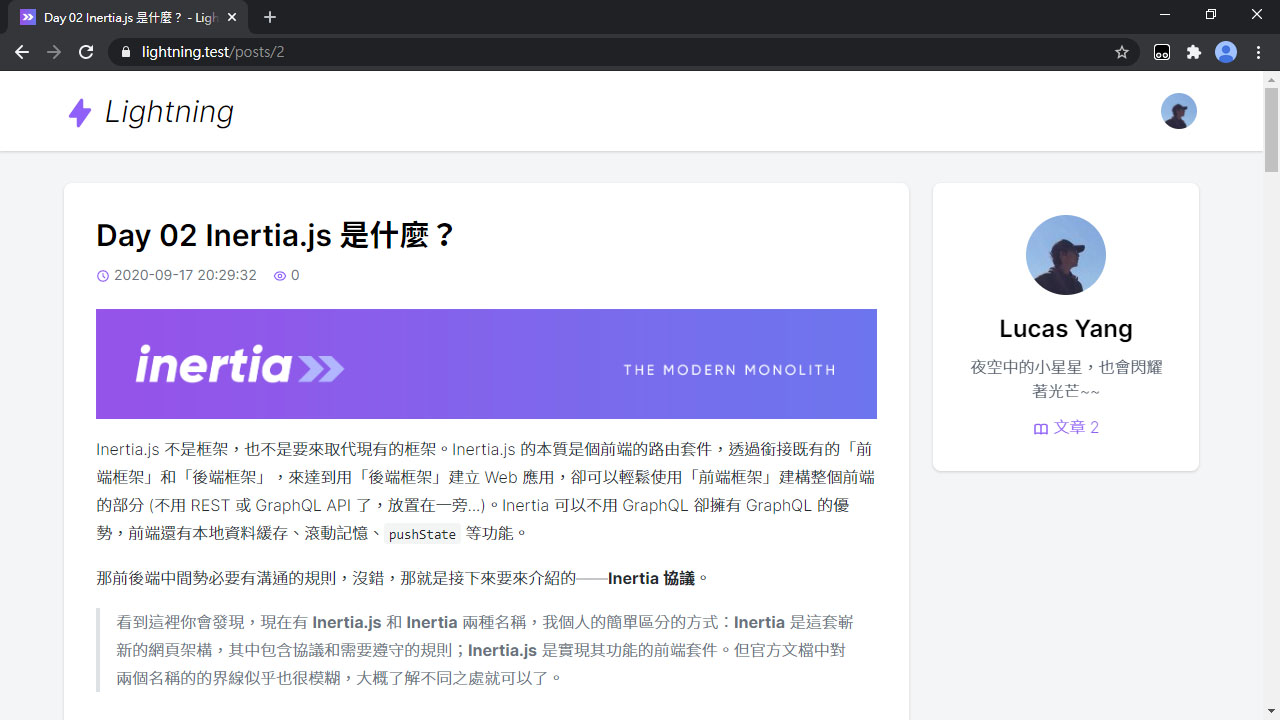 Day 02 Inertia.js 是什麼？ - Ligh
lightning.test/posts/2
Lightning
Day 02 Inertia.js 是什麼？
2020-09-17 20:29:32 0
inertia
THE MODERN MONOLITH
Inertia.js 不是框架，也不是要來取代現有的框架。Inertia.js 的本質是個前端的路由套件，透過銜接既有的「前
端框架」和「後端框架」，來達到用「後端框架」建立 Web 應用，卻可以輕鬆使用「前端框架」建構整個前端
的部分 (不用 REST 或 GraphQL API 了，放置在一旁...)。Inertia 可以不用 GraphQL 卻擁有 GraphQL 的優
勢，前端還有本地資料緩存、滾動記憶、 pushState 等功能。
那前後端中間勢必要有溝通的規則，沒錯，那就是接下來要來介紹的——Inertia 協議。
看到這裡你會發現，現在有 Inertia.js 和 Inertia 兩種名稱，我個人的簡單區分的方式：Inertia 是這套嶄
新的網頁架構，其中包含協議和需要遵守的規則；Inertia.js 是實現其功能的前端套件。但官方文檔中對
兩個名稱的的界線似乎也很模糊，大概了解不同之處就可以了。
Lucas Yang
夜空中的小星星，也會閃耀
著光芒~~
文章 2